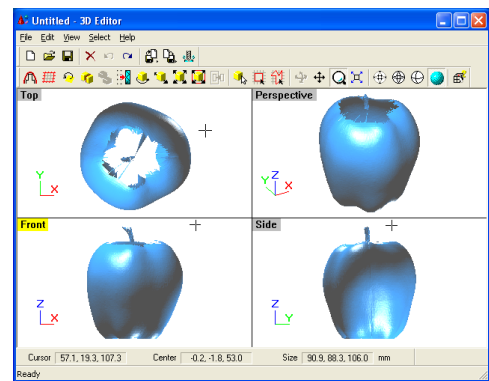 Untitled - 3D Editor
File Edit View Select Help
Top
Perspective
Y
X
Z
Y
X
Front
Side
Z
X
Z
Y
Cursor 57.1, 19.3, 107.3 Center -0.2, -1.8, 53.0 Size 90.9, 88.3, 106.0 mm
Ready